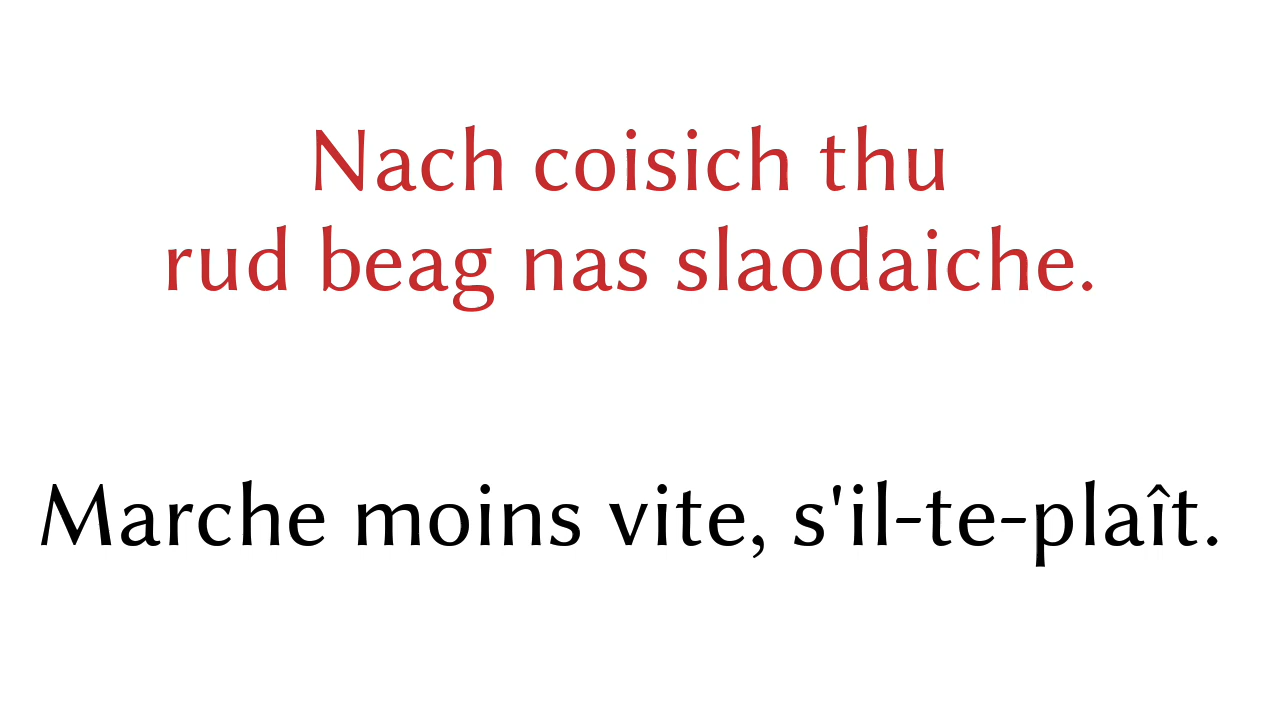 Nach coisich thu
rud beag nas slaodaiche.
Marche moins vite, s'il-te-plaît.